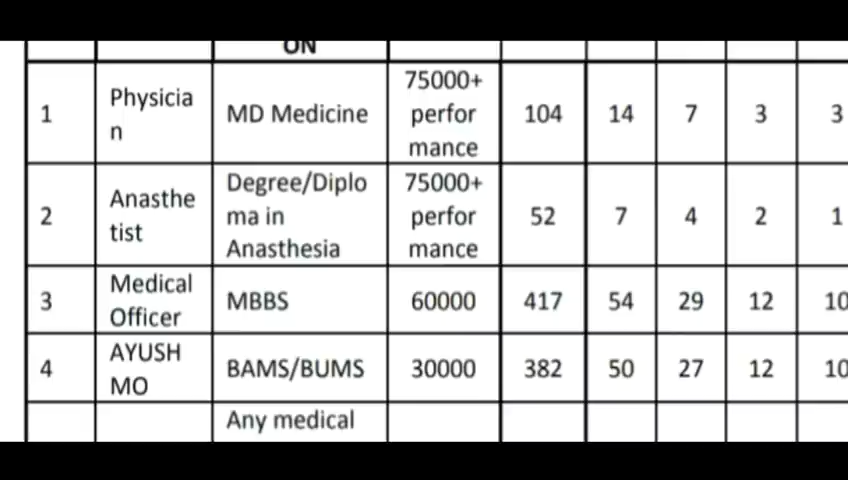 ON
1 Physicia
n MD Medicine 75000+
perfor
mance 104 14 7 3 3
2 Anasthe
tist Degree/Diplo
ma in
Anasthesia 75000+
perfor
mance 52 7 4 2 1
3 Medical
Officer MBBS 60000 417 54 29 12 10
4 AYUSH
MO BAMS/BUMS 30000 382 50 27 12 10
Any medical